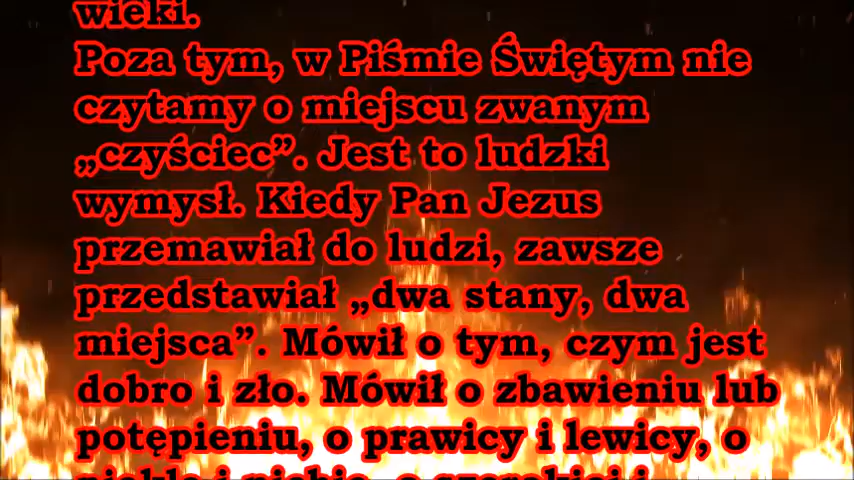 wieki.
Poza tym, w Piśmie Świętym nie
czytamy o miejscu zwanym
„czyściec”. Jest to ludzki
wymysł. Kiedy Pan Jezus
przemawiał do ludzi, zawsze
przedstawiał „dwa stany, dwa
miejsca”. Mówił o tym, czym jest
dobro i zło. Mówił o zbawieniu lub
potępieniu, o prawicy i lewicy, o